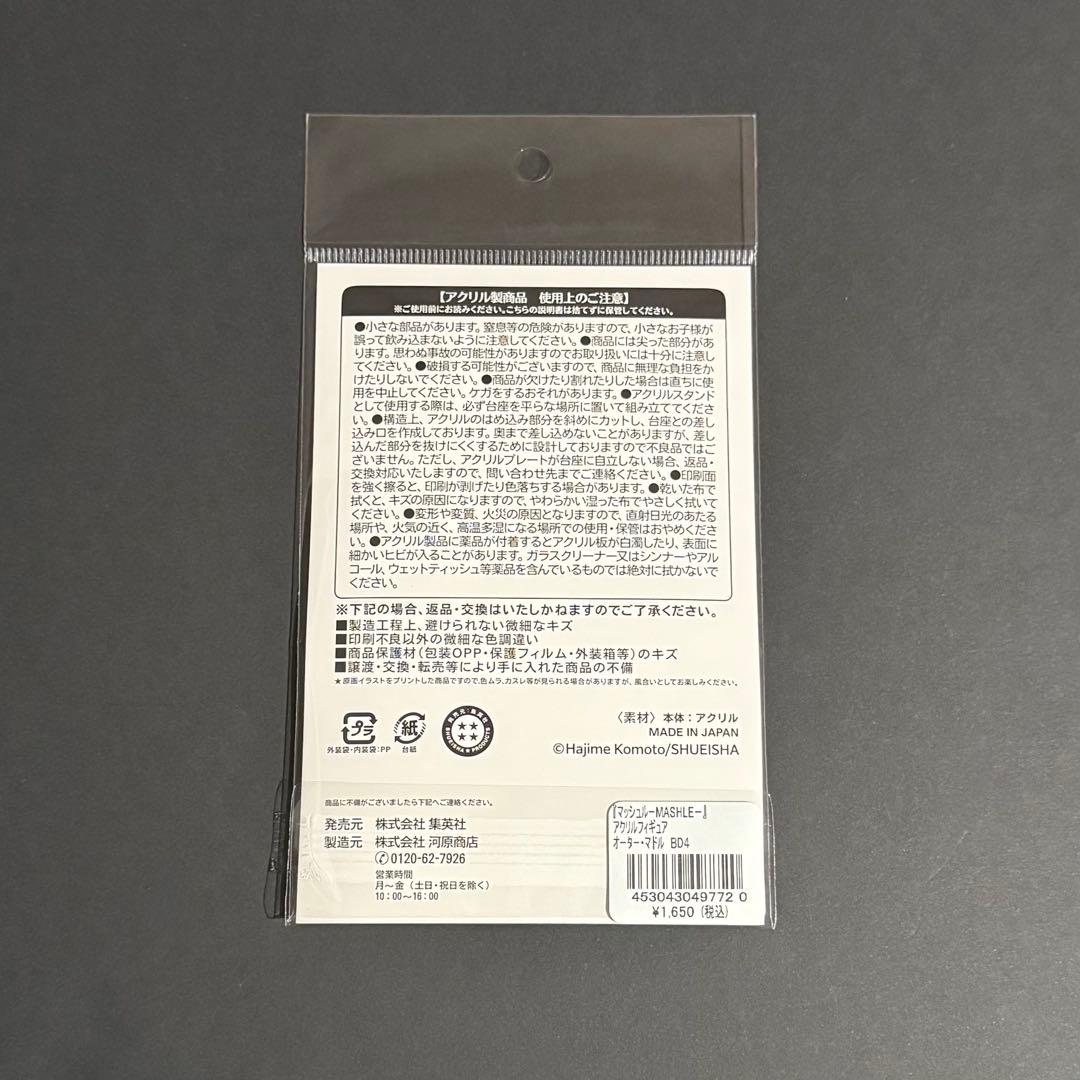 【アクリル製商品　使用上のご注意】
※ご使用前にお読みください。こちらの説明書は捨てずに保管してください。
●小さな部品があります。窒息等の危険がありますので、小さなお子様が
誤って飲み込まないように注意してください。●商品には尖った部分があり
ます。思わぬ事故の可能性がありますのでお取り扱いには十分に注意し
てください。●破損する可能性がございますので、商品に無理な負担をか
けたりしないでください。●商品が欠けたり割れたりした場合は直ちに使
用を中止してください。ケガをするおそれがあります。●アクリルスタンド
として使用する際は、必ず台座を平らな場所に置いて組み立ててくださ
い。●構造上、アクリルのはめ込み部分を斜めにカットし、台座との差し
込み口を作成しております。奥まで差し込めないことがありますが、差し
込んだ部分を抜けにくくするために設計しておりますので不良品ではご
ざいません。ただし、アクリルプレートが台座に自立しない場合、返品・
交換対応いたしますので、問い合わせ先までご連絡ください。●印刷面
を強く擦ると、印刷が剥げたり色落ちする場合があります。●乾いた布で
拭くと、キズの原因になりますので、やわらかい湿った布でやさしく拭いて
ください。●変形や変質、火災の原因となりますので、直射日光のあたる
場所や、火気の近く、高温多湿になる場所での使用・保管はおやめくださ
い。●アクリル製品に薬品が付着するとアクリル板が白濁したり、表面に
細かいヒビが入ることがあります。ガラスクリーナー又はシンナーやアル
コール、ウェットティッシュ等薬品を含んでいるものでは絶対に拭かないで
ください。
※下記の場合、返品・交換はいたしかねますのでご了承ください。
■製造工程上、避けられない微細なキズ
■印刷不良以外の微細な色調違い
■商品保護材（包装OPP・保護フィルム・外装箱等）のキズ
■譲渡・交換・転売等により手に入れた商品の不備
★原画イラストをプリントした商品ですので、色ムラ、カスレ等が見られる場合がありますが、風合いとしてお楽しみください。
プラ
外装袋・内装袋：PP
紙
台紙
発売元：集英社
SHUEISHA★PRODUCTS
〈素材〉本体：アクリル
MADE IN JAPAN
©Hajime Komoto/SHUEISHA
商品に不備がございましたら下記へご連絡ください。
発売元　株式会社 集英社
製造元　株式会社 河原商店
✆0120-62-7926
営業時間
月～金（土日・祝日を除く）
10：00～16：00
『マッシュルーMASHLEー』
アクリルフィギュア
オーター・マドル BD4
453043049772 0
¥1,650（税込）